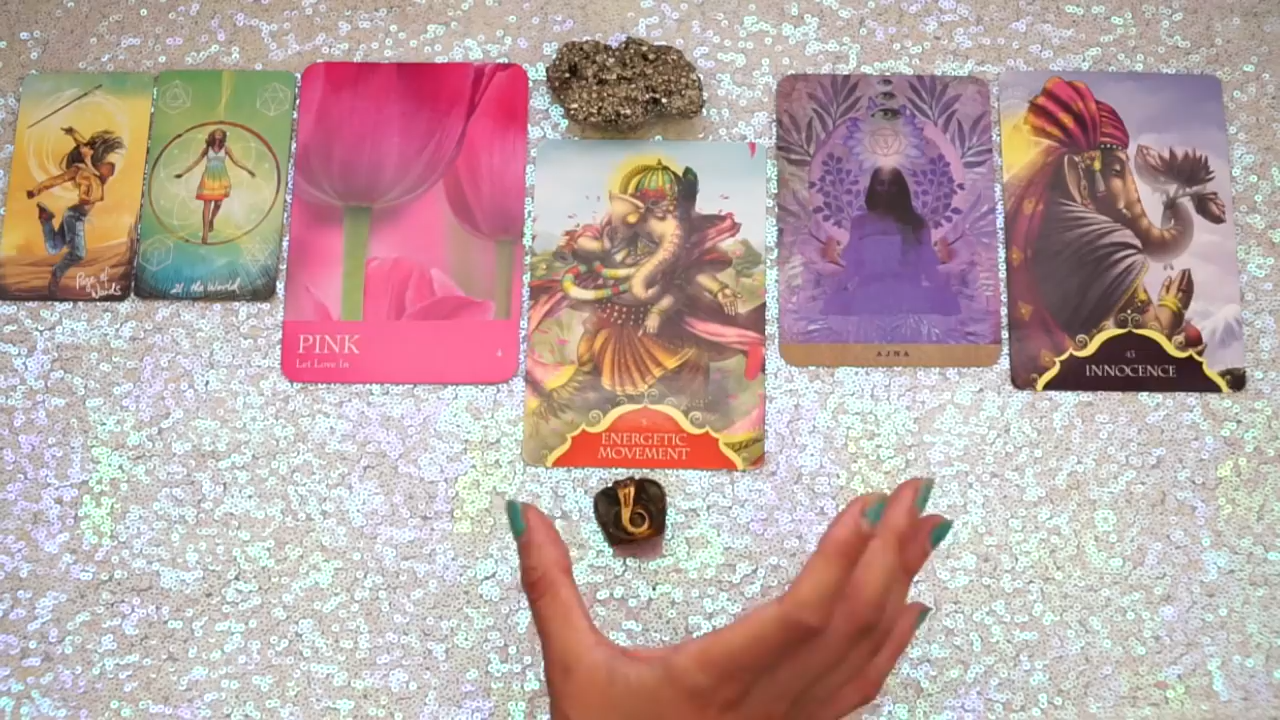 Page of
Wands
21. the World
PINK
Let Love In
4
5
ENERGETIC
MOVEMENT
AJNA
43
INNOCENCE